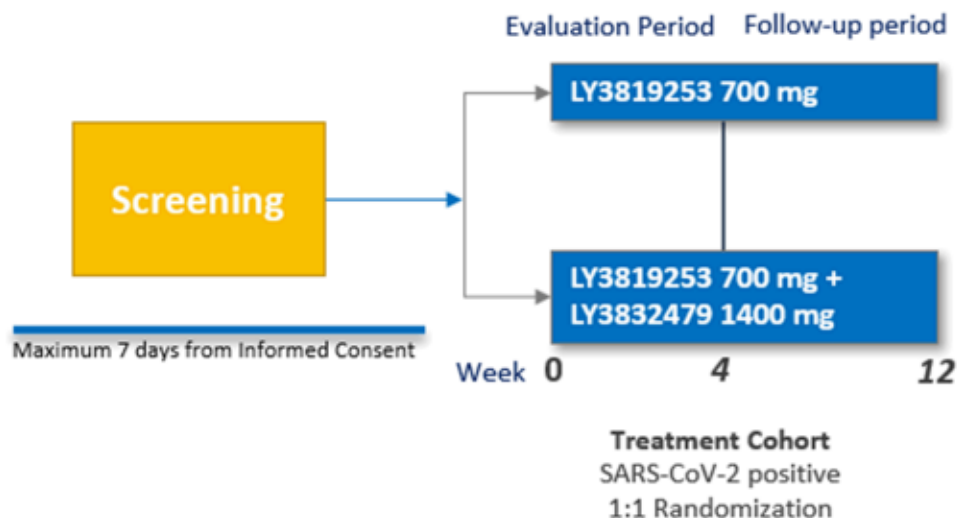 Evaluation Period Follow-up period
LY3819253 700 mg
Screening
LY3819253 700 mg +
LY3832479 1400 mg
Maximum 7 days from Informed Consent
Week 0 4 12
Treatment Cohort
SARS-CoV-2 positive
1:1 Randomization